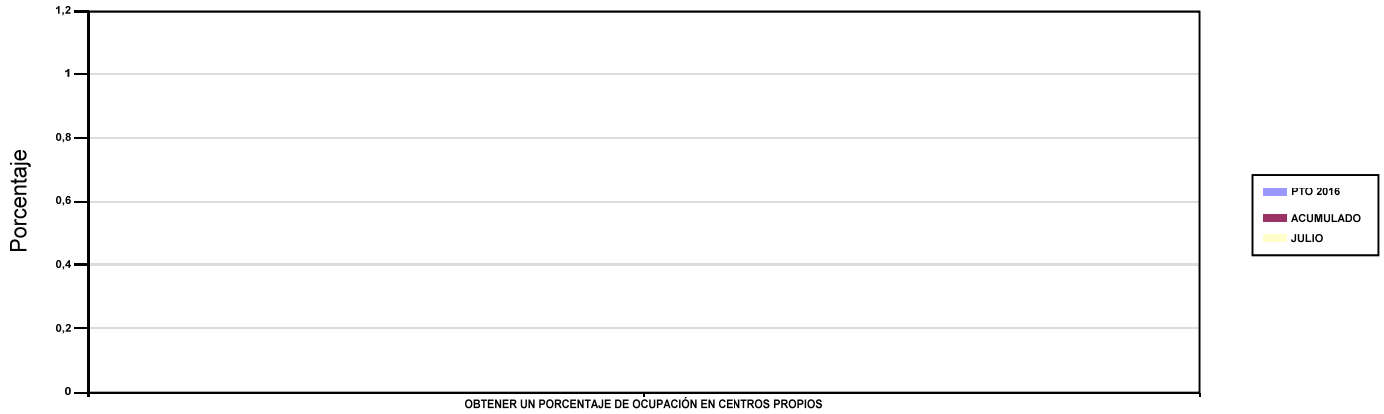 1,2
1
0,8
0,6
0,4
0,2
0
Porcentaje
OBTENER UN PORCENTAJE DE OCUPACIÓN EN CENTROS PROPIOS
PTO 2016
ACUMULADO
JULIO